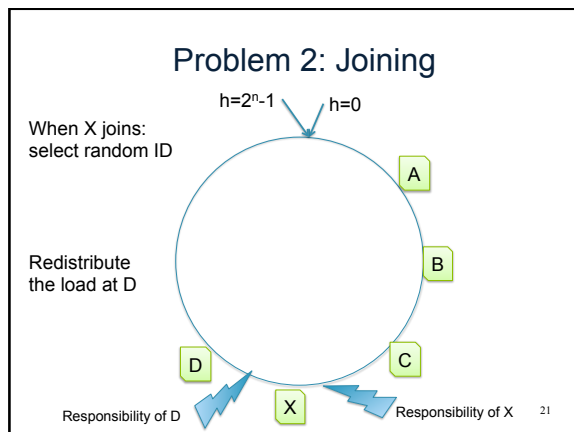 Problem 2: Joining
h=2ⁿ-1
h=0
When X joins:
select random ID
A
Redistribute
the load at D
B
C
D
X
Responsibility of D
Responsibility of X
21